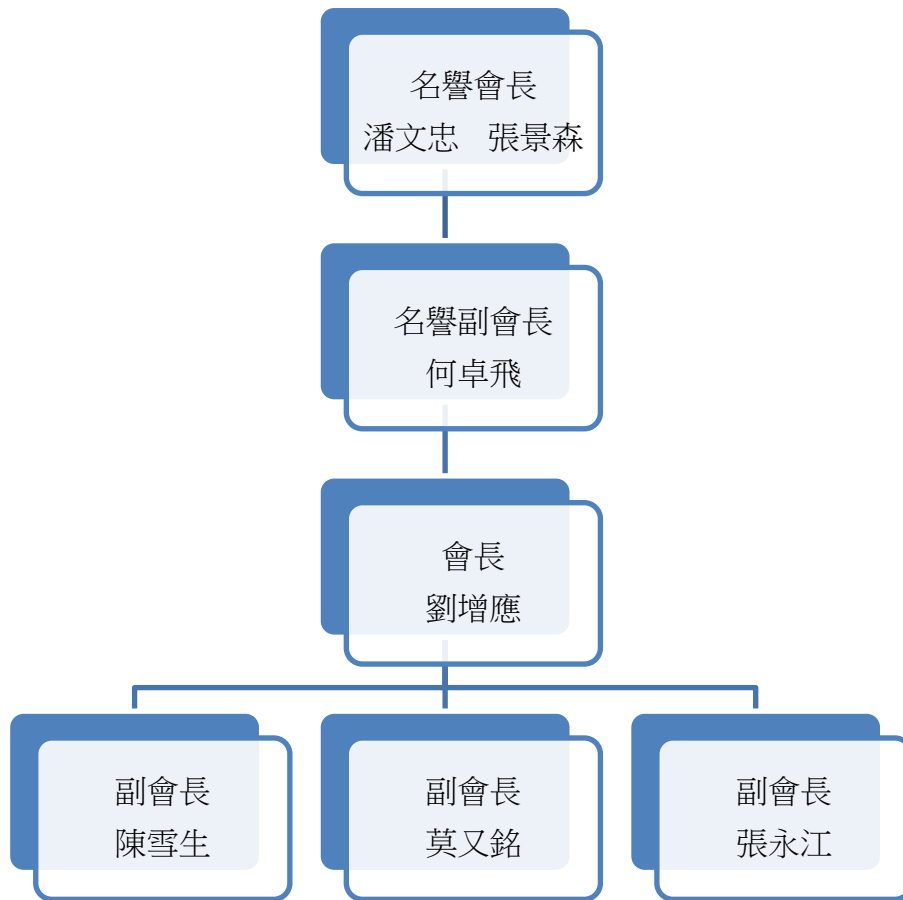 名譽會長
潘文忠　張景森
名譽副會長
何卓飛
會長
劉增應
副會長
陳雪生
副會長
莫又銘
副會長
張永江